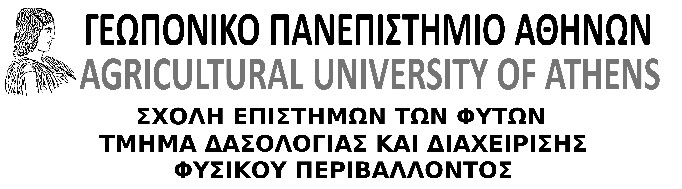 ΓΕΩΠΟΝΙΚΟ ΠΑΝΕΠΙΣΤΗΜΙΟ ΑΘΗΝΩΝ
AGRICULTURAL UNIVERSITY OF ATHENS
ΣΧΟΛΗ ΕΠΙΣΤΗΜΩΝ ΤΩΝ ΦΥΤΩΝ
ΤΜΗΜΑ ΔΑΣΟΛΟΓΙΑΣ ΚΑΙ ΔΙΑΧΕΙΡΙΣΗΣ
ΦΥΣΙΚΟΥ ΠΕΡΙΒΑΛΛΟΝΤΟΣ